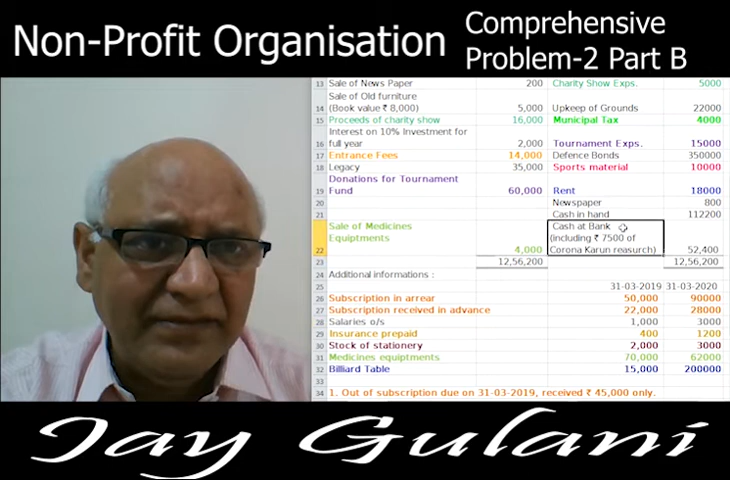 Non-Profit Organisation
Comprehensive
Problem-2 Part B
13 Sale of News Paper 200 Charity Show Exps. 5000
Sale of Old furniture
14 (Book value ₹ 8,000) 5,000 Upkeep of Grounds 22000
15 Proceeds of charity show 16,000 Municipal Tax 4000
Interest on 10% Investment for
16 full year 2,000 Tournament Exps. 15000
17 Entrance Fees 14,000 Defence Bonds 350000
18 Legacy 35,000 Sports material 10000
Donations for Tournament
19 Fund 60,000 Rent 18000
20 Newspaper 800
21 Cash in hand 112200
Sale of Medicines Cash at Bank
Equiptments (including ₹ 7500 of
22 4,000 Corona Karun reasurch) 52,400
23 12,56,200 12,56,200
24 Additional informations :
25 31-03-2019 31-03-2020
26 Subscription in arrear 50,000 90000
27 Subscription received in advance 22,000 28000
28 Salaries o/s 1,000 3000
29 Insurance prepaid 400 1200
30 Stock of stationery 2,000 3000
31 Medicines equiptments 70,000 62000
32 Billiard Table 15,000 200000
34 1. Out of subscription due on 31-03-2019, received ₹ 45,000 only.
Jay Gulani